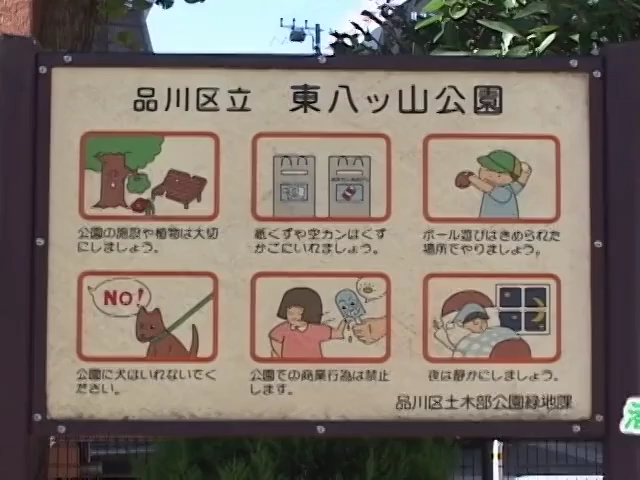 品川区立 東八ッ山公園
公園の施設や植物は大切
にしましょう。
紙くずや空カンはくず
かごにいれましょう。
ボール遊びはきめられた
場所でやりましょう。
NO!
公園に犬はいれないでく
ださい。
公園での商業行為は禁止
します。
夜は静かにしましょう。
品川区土木部公園緑地課